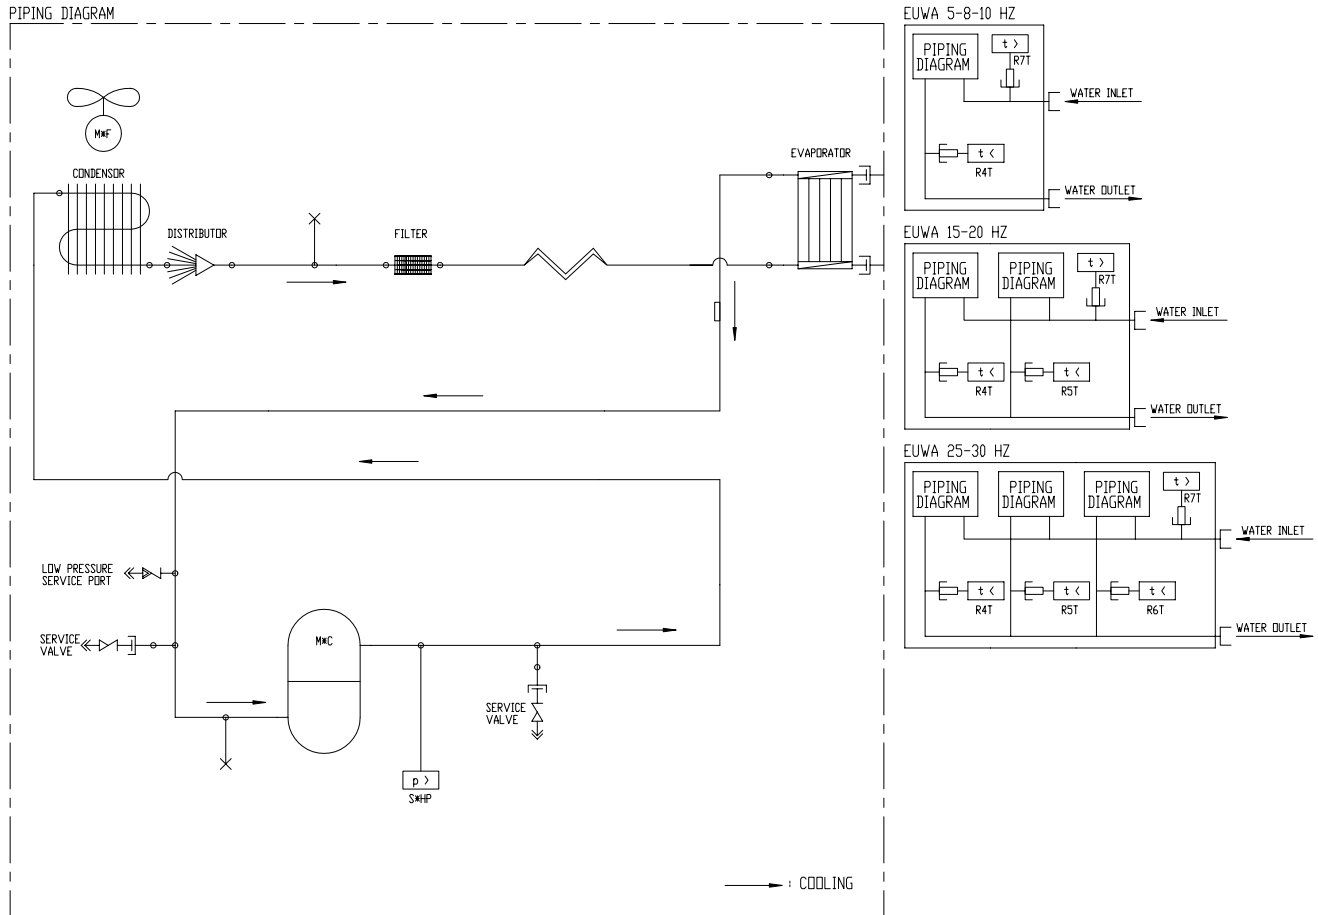 PIPING DIAGRAM
M*F
CONDENSOR
DISTRIBUTOR
FILTER
EVAPORATOR
LOW PRESSURE
SERVICE PORT
SERVICE
VALVE
M*C
SERVICE
VALVE
p >
S*HP
: COOLING
EUWA 5-8-10 HZ
PIPING
DIAGRAM
t >
R7T
WATER INLET
t <
R4T
WATER OUTLET
EUWA 15-20 HZ
PIPING
DIAGRAM
PIPING
DIAGRAM
t >
R7T
WATER INLET
t <
R4T
t <
R5T
WATER OUTLET
EUWA 25-30 HZ
PIPING
DIAGRAM
PIPING
DIAGRAM
PIPING
DIAGRAM
t >
R7T
WATER INLET
t <
R4T
t <
R5T
t <
R6T
WATER OUTLET